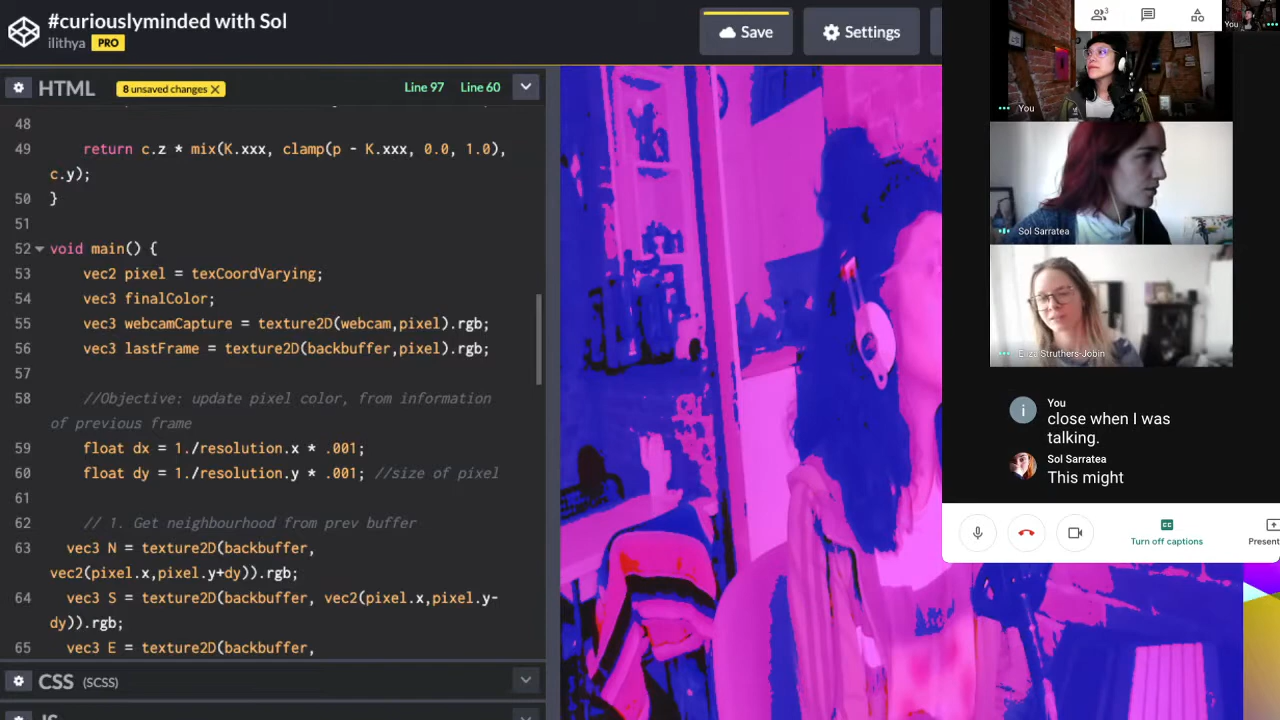 #curiouslyminded with Sol
ilithya PRO
Save
Settings
HTML
8 unsaved changes X
Line 97
Line 60
48
49 return c.z * mix(K.xxx, clamp(p - K.xxx, 0.0, 1.0),
c.y);
50 }
51
52 void main() {
53 vec2 pixel = texCoordVarying;
54 vec3 finalColor;
55 vec3 webcamCapture = texture2D(webcam,pixel).rgb;
56 vec3 lastFrame = texture2D(backbuffer,pixel).rgb;
57
58 //Objective: update pixel color, from information
of previous frame
59 float dx = 1./resolution.x * .001;
60 float dy = 1./resolution.y * .001; //size of pixel
61
62 // 1. Get neighbourhood from prev buffer
63 vec3 N = texture2D(backbuffer,
vec2(pixel.x,pixel.y+dy)).rgb;
64 vec3 S = texture2D(backbuffer, vec2(pixel.x,pixel.y-
dy)).rgb;
65 vec3 E = texture2D(backbuffer,
CSS (SCSS)
3
You
You
Sol Sarratea
Eliza Struthers-Jobin
You
close when I was
talking.
Sol Sarratea
This might
Turn off captions
Present